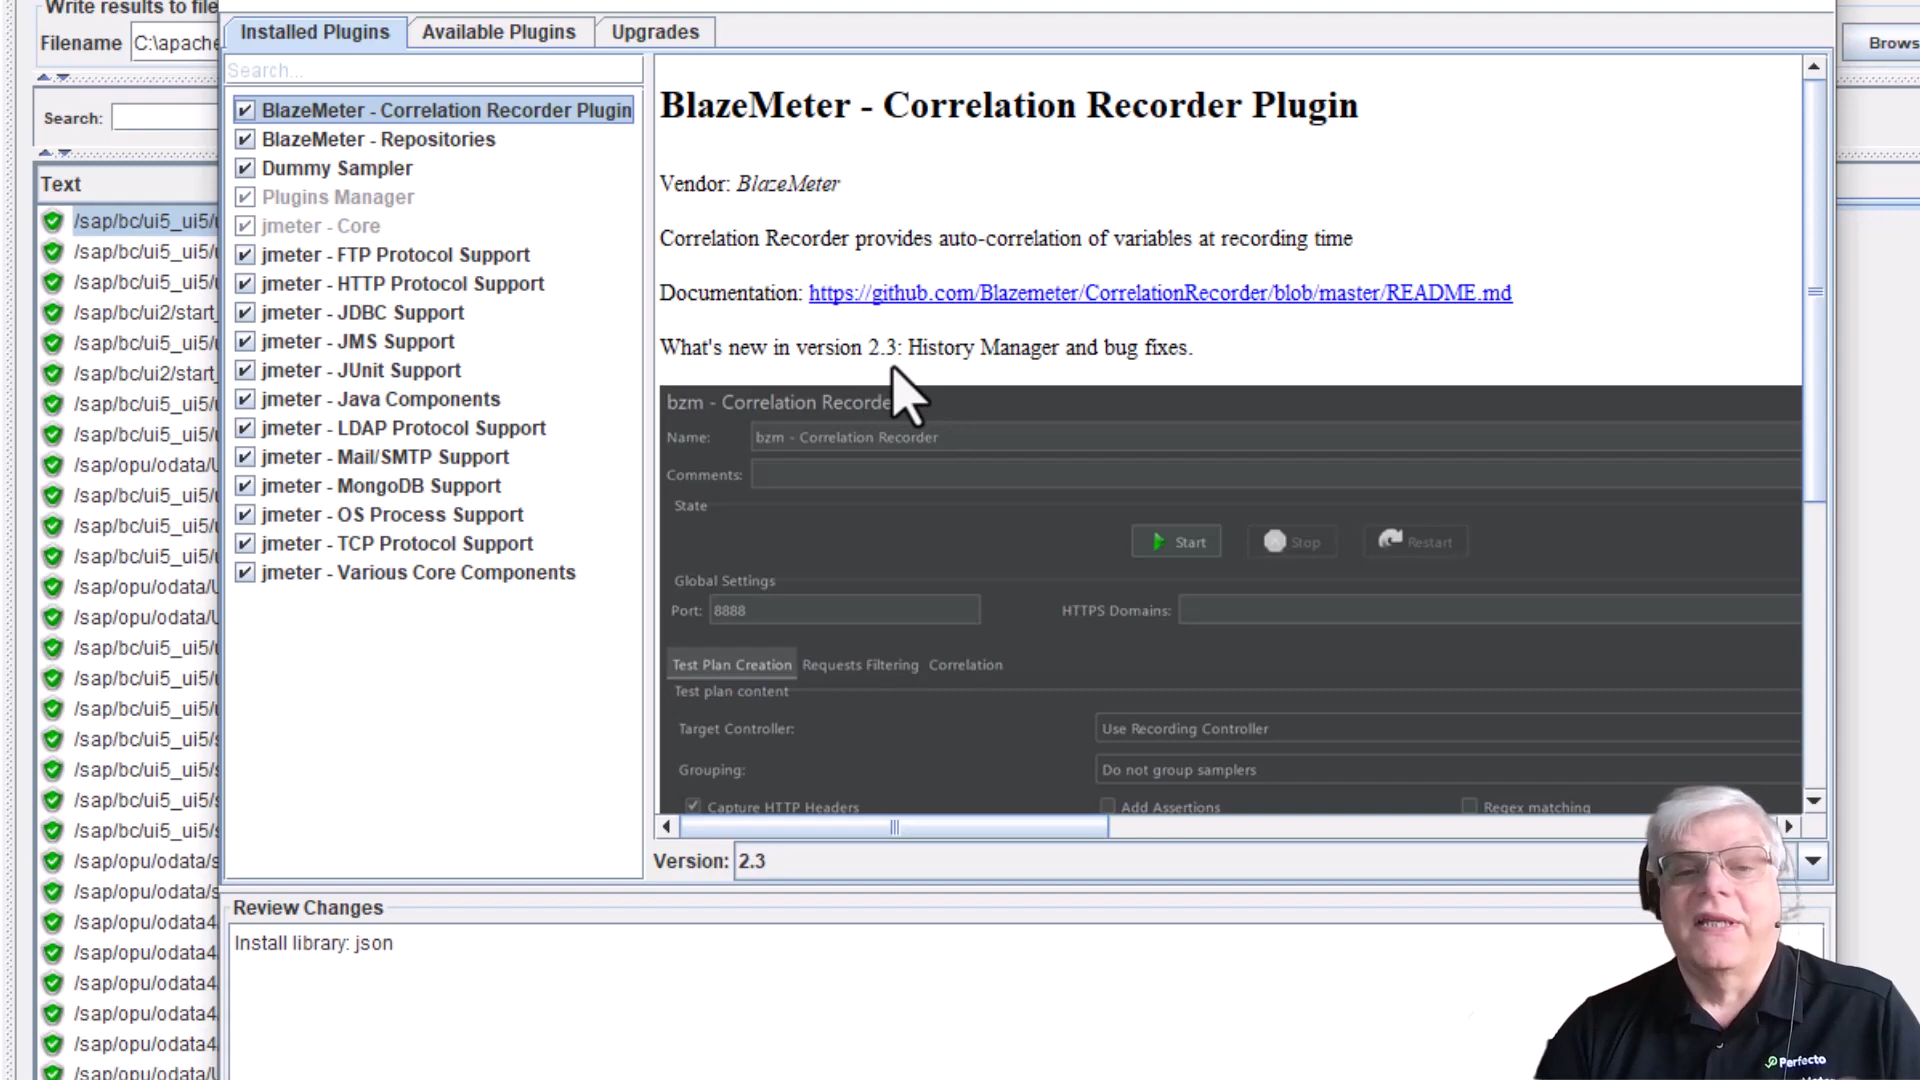 Write results to file
Filename
C:\apache
Brows
Installed Plugins
Available Plugins
Upgrades
Search...
Search:
Text
/sap/bc/ui5_ui5/u
/sap/bc/ui5_ui5/
/sap/bc/ui5_ui5/
/sap/bc/ui2/start_
/sap/bc/ui5_ui5/
/sap/bc/ui2/start_
/sap/bc/ui5_ui5/
/sap/bc/ui5_ui5/
/sap/opu/odata/U
/sap/bc/ui5_ui5/
/sap/bc/ui5_ui5/
/sap/bc/ui5_ui5/
/sap/opu/odata/U
/sap/opu/odata/U
/sap/bc/ui5_ui5/u
/sap/bc/ui5_ui5/u
/sap/bc/ui5_ui5/u
/sap/bc/ui5_ui5/s
/sap/bc/ui5_ui5/s
/sap/bc/ui5_ui5/s
/sap/bc/ui5_ui5/s
/sap/opu/odata/s
/sap/opu/odata/s
/sap/opu/odata4
/sap/opu/odata4
/sap/opu/odata4
/sap/opu/odata4
/sap/opu/odata4
/sap/opu/odata/U
BlazeMeter - Correlation Recorder Plugin
BlazeMeter - Repositories
Dummy Sampler
Plugins Manager
jmeter - Core
jmeter - FTP Protocol Support
jmeter - HTTP Protocol Support
jmeter - JDBC Support
jmeter - JMS Support
jmeter - JUnit Support
jmeter - Java Components
jmeter - LDAP Protocol Support
jmeter - Mail/SMTP Support
jmeter - MongoDB Support
jmeter - OS Process Support
jmeter - TCP Protocol Support
jmeter - Various Core Components
BlazeMeter - Correlation Recorder Plugin
Vendor: BlazeMeter
Correlation Recorder provides auto-correlation of variables at recording time
Documentation: https://github.com/Blazemeter/CorrelationRecorder/blob/master/README.md
What's new in version 2.3: History Manager and bug fixes.
bzm - Correlation Recorde
Name: bzm - Correlation Recorder
Comments:
State
Start
Stop
Restart
Global Settings
Port: 8888
HTTPS Domains:
Test Plan Creation
Requests Filtering
Correlation
Test plan content
Target Controller:
Use Recording Controller
Grouping:
Do not group samplers
Capture HTTP Headers
Add Assertions
Regex matching
Version: 2.3
Review Changes
Install library: json
Perfecto